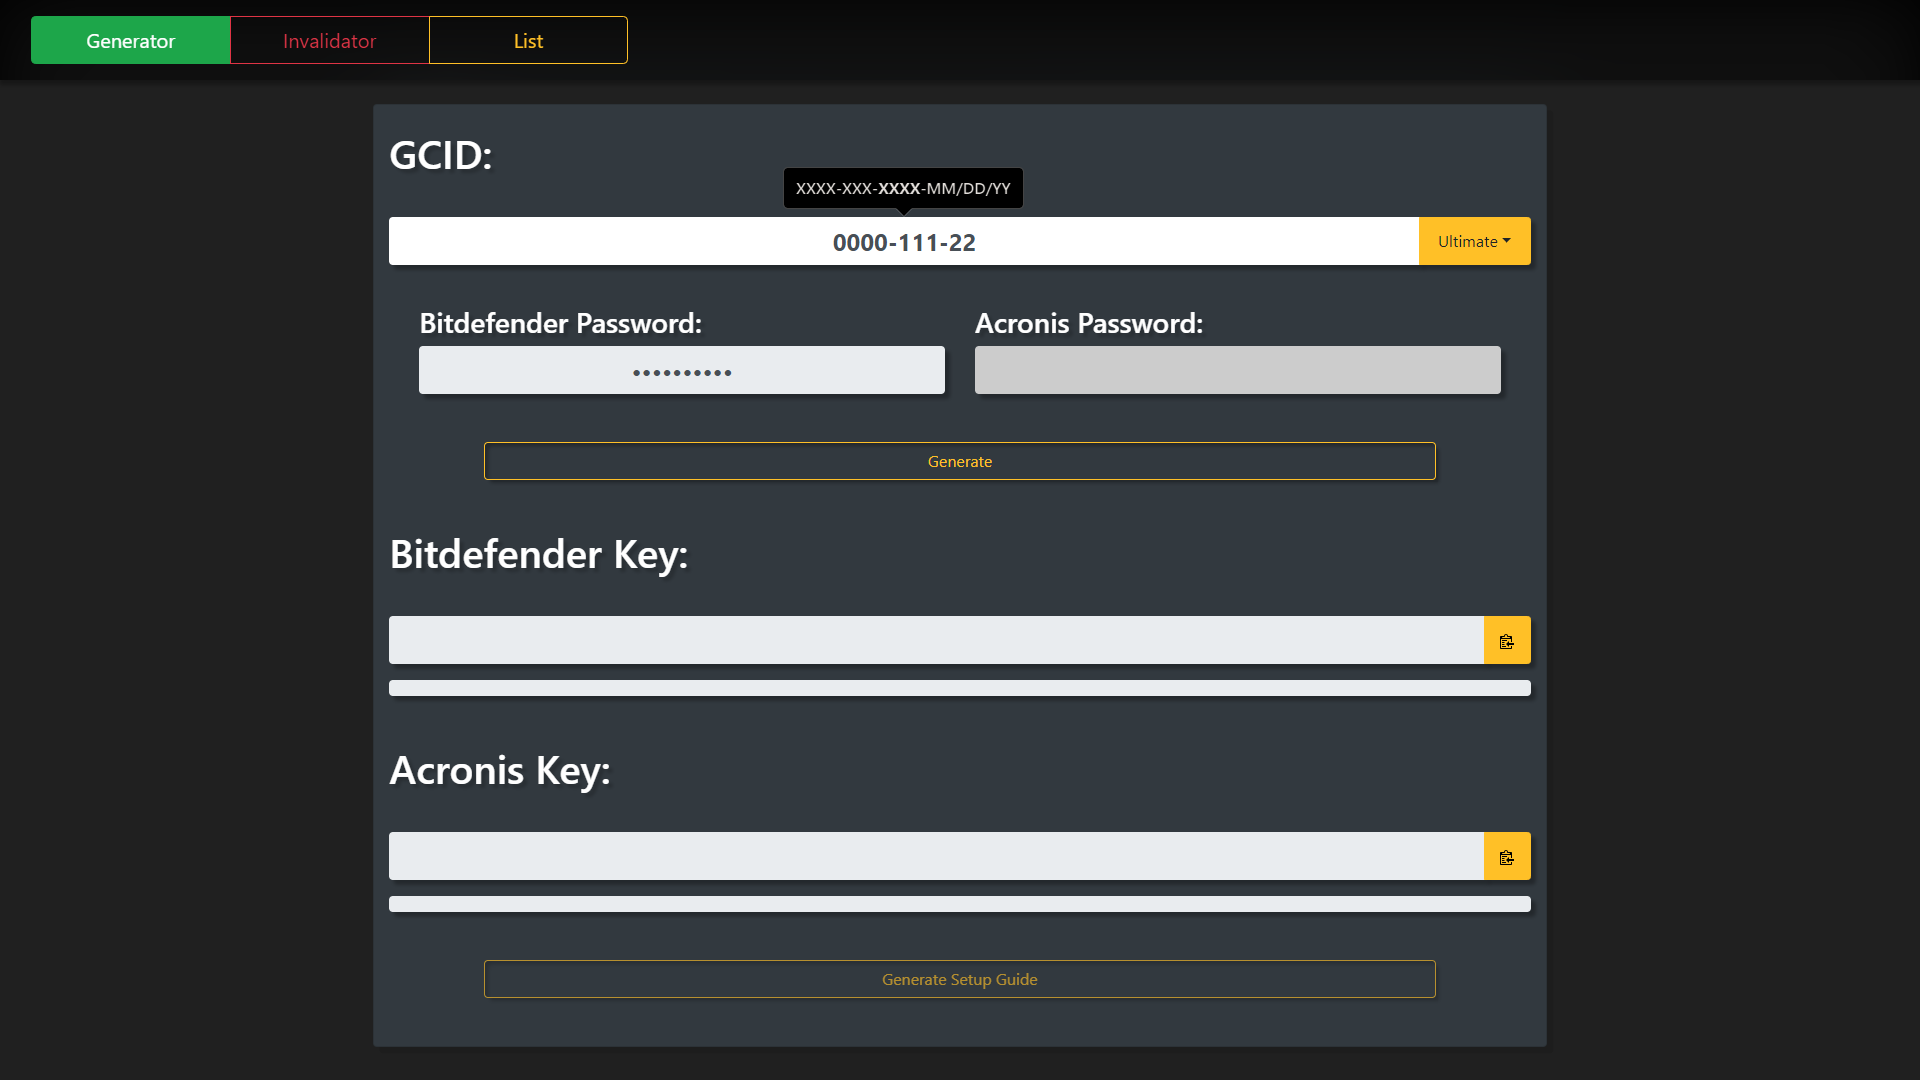 Generator Invalidator List
GCID:
XXXX-XXX-XXXX-MM/DD/YY
0000-111-22 Ultimate
Bitdefender Password: Acronis Password:
••••••••••
Generate
Bitdefender Key:
Acronis Key:
Generate Setup Guide